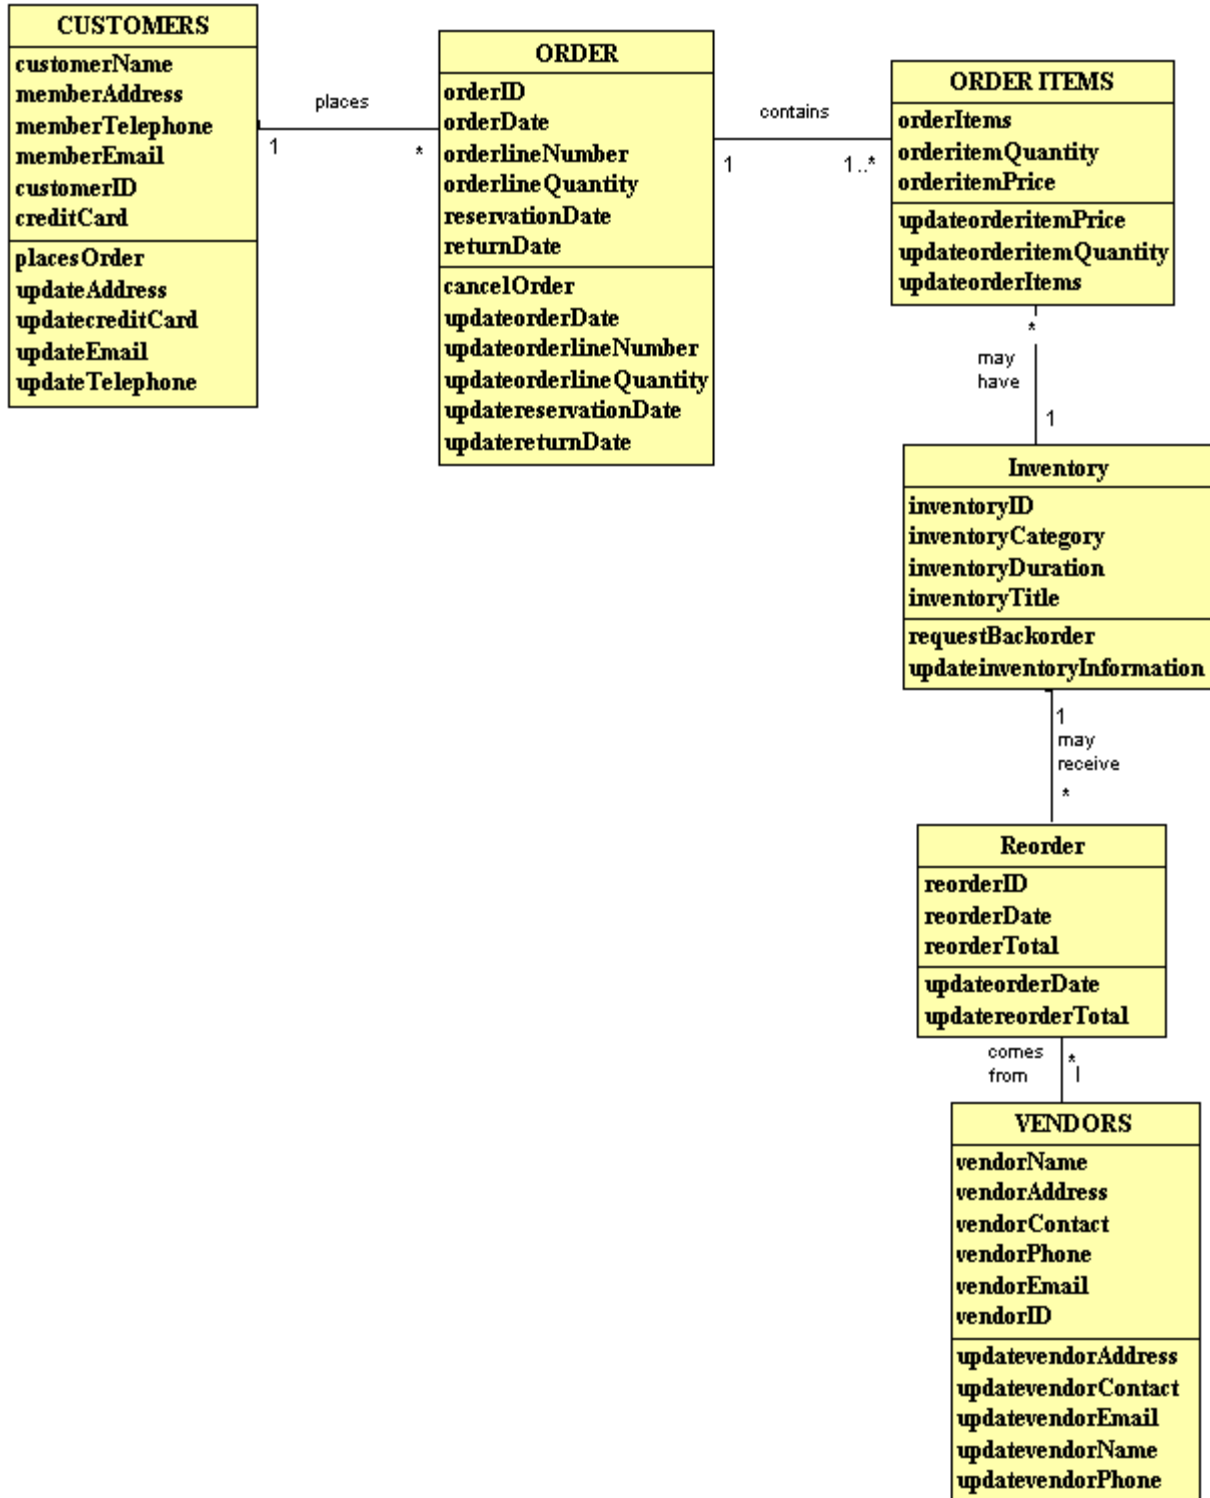 CUSTOMERS
customerName
memberAddress
memberTelephone
memberEmail
customerID
creditCard
placesOrder
updateAddress
updatecreditCard
updateEmail
updateTelephone
places
1
*
ORDER
orderID
orderDate
orderlineNumber
orderlineQuantity
reservationDate
returnDate
cancelOrder
updateorderDate
updateorderlineNumber
updateorderlineQuantity
updatereservationDate
updatereturnDate
contains
1
1..*
ORDER ITEMS
orderItems
orderitemQuantity
orderitemPrice
updateorderitemPrice
updateorderitemQuantity
updateorderItems
*
may
have
1
Inventory
inventoryID
inventoryCategory
inventoryDuration
inventoryTitle
requestBackorder
updateinventoryInformation
1
may
receive
*
Reorder
reorderID
reorderDate
reorderTotal
updateorderDate
updatereorderTotal
comes
from
*
l
VENDORS
vendorName
vendorAddress
vendorContact
vendorPhone
vendorEmail
vendorID
updatevendorAddress
updatevendorContact
updatevendorEmail
updatevendorName
updatevendorPhone